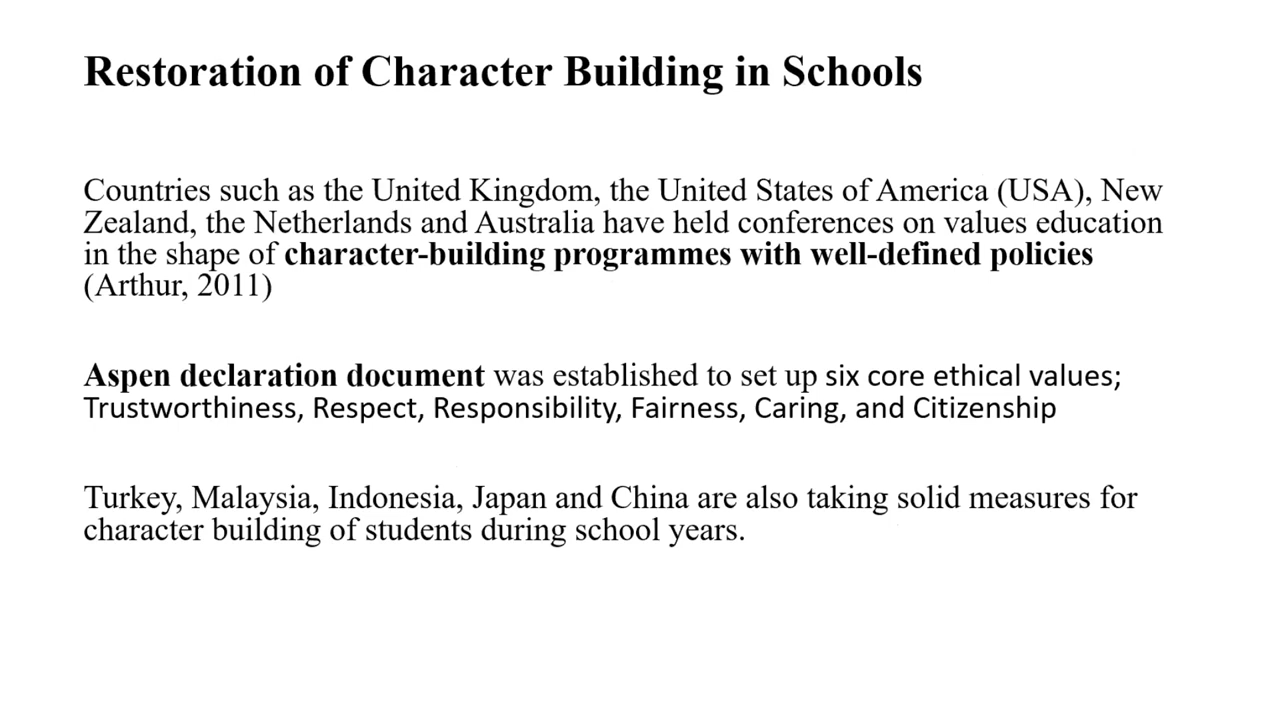 Restoration of Character Building in Schools
Countries such as the United Kingdom, the United States of America (USA), New
Zealand, the Netherlands and Australia have held conferences on values education
in the shape of character-building programmes with well-defined policies
(Arthur, 2011)
Aspen declaration document was established to set up six core ethical values;
Trustworthiness, Respect, Responsibility, Fairness, Caring, and Citizenship
Turkey, Malaysia, Indonesia, Japan and China are also taking solid measures for
character building of students during school years.